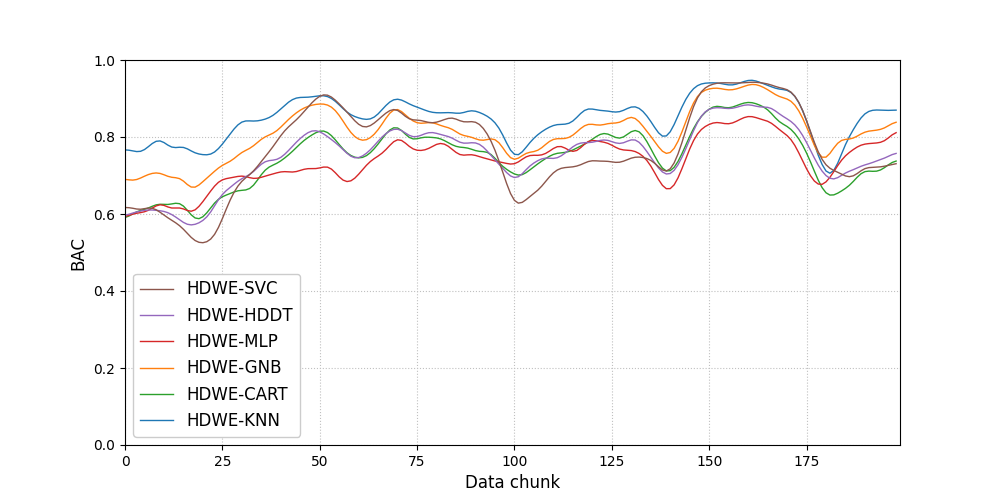 1.0
0.8
0.6
0.4
0.2
0.0
BAC
HDWE-SVC
HDWE-HDDT
HDWE-MLP
HDWE-GNB
HDWE-CART
HDWE-KNN
0 25 50 75 100 125 150 175
Data chunk